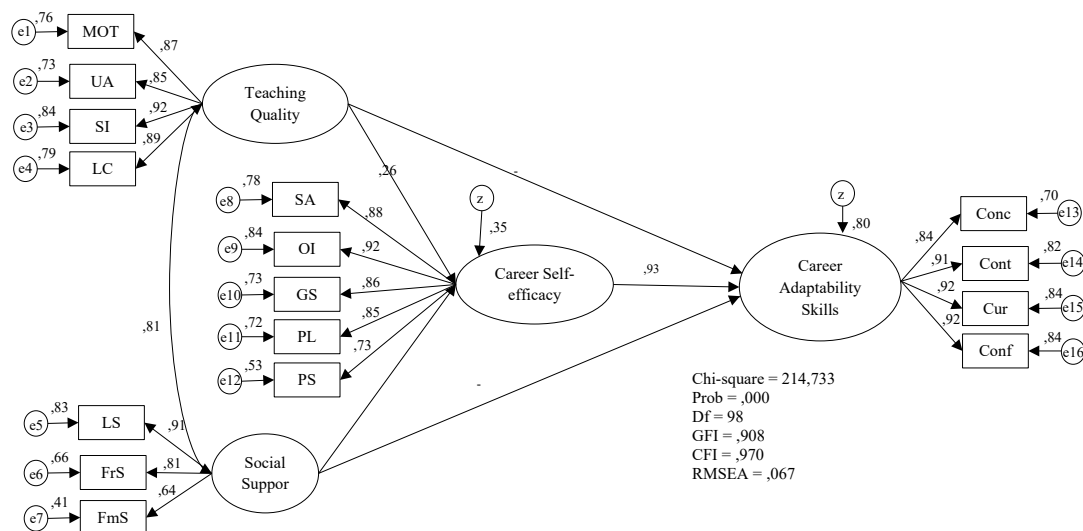 e1
,76
MOT
,87
e2
,73
UA
,85
e3
,84
SI
,92
e4
,79
LC
,89
Teaching
Quality
,26
-
e8
,78
SA
,88
e9
,84
OI
,92
e10
,73
GS
,86
e11
,72
PL
,85
e12
,53
PS
,73
z
,35
Career Self-
efficacy
,93
z
,80
Career
Adaptability
Skills
,84
Conc
,70
e13
,91
Cont
,82
e14
,92
Cur
,84
e15
,92
Conf
,84
e16
,81
-
e5
,83
LS
,91
e6
,66
FrS
,81
e7
,41
FmS
,64
Social
Suppor
Chi-square = 214,733
Prob = ,000
Df = 98
GFI = ,908
CFI = ,970
RMSEA = ,067